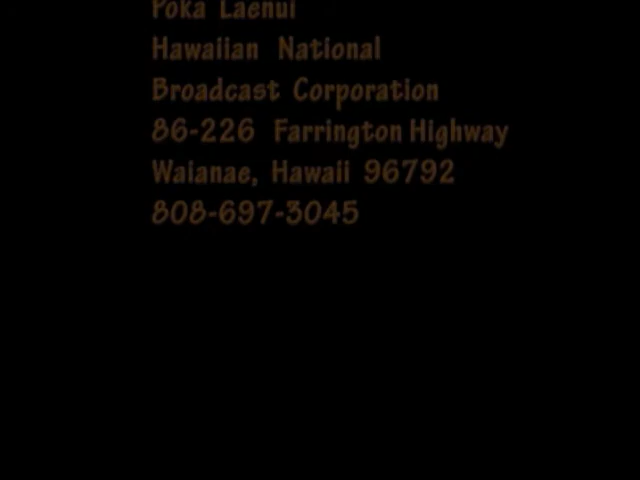 Poka Laenui
Hawaiian National
Broadcast Corporation
86-226 Farrington Highway
Waianae, Hawaii 96792
808-697-3045